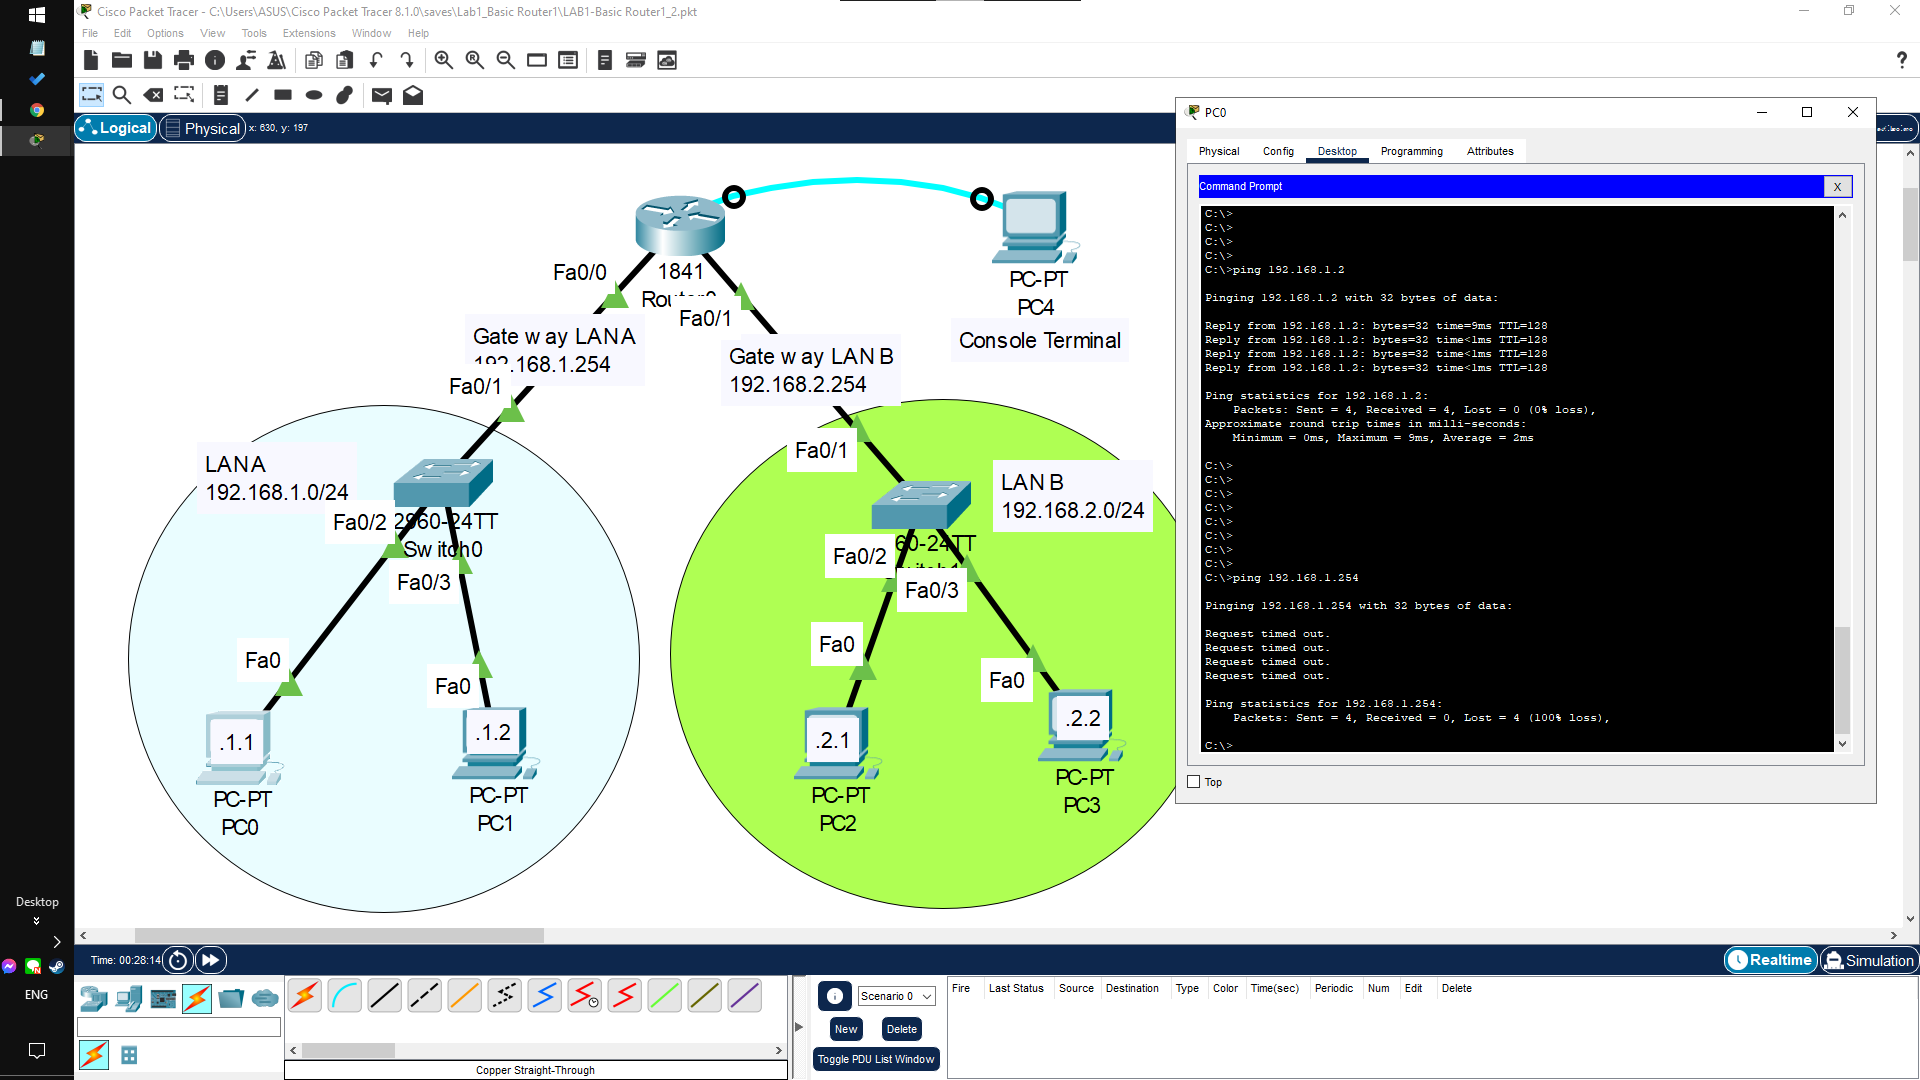 Cisco Packet Tracer - C:\Users\ASUS\Cisco Packet Tracer 8.1.0\saves\Lab1_Basic Router1\LAB1-Basic Router1_2.pkt
File Edit Options View Tools Extensions Window Help
?
Logical Physical x: 630, y: 197
1841
Fa0/0
Fa0/1
Gate w ay LAN A
192.168.1.254
Fa0/1
Gate w ay LAN B
192.168.2.254
PC-PT
PC4
Console Terminal
LAN A
192.168.1.0/24
Fa0/2
2960-24TT
Sw itch0
Fa0/3
Fa0
Fa0
.1.1
PC-PT
PC0
.1.2
PC-PT
PC1
Fa0/1
LAN B
192.168.2.0/24
60-24TT
Fa0/2
Fa0/3
Fa0
Fa0
.2.1
PC-PT
PC2
.2.2
PC-PT
PC3
PC0
Physical Config Desktop Programming Attributes
Command Prompt
X
C:\>
C:\>
C:\>
C:\>
C:\>ping 192.168.1.2
Pinging 192.168.1.2 with 32 bytes of data:
Reply from 192.168.1.2: bytes=32 time=9ms TTL=128
Reply from 192.168.1.2: bytes=32 time<1ms TTL=128
Reply from 192.168.1.2: bytes=32 time<1ms TTL=128
Reply from 192.168.1.2: bytes=32 time<1ms TTL=128
Ping statistics for 192.168.1.2:
Packets: Sent = 4, Received = 4, Lost = 0 (0% loss),
Approximate round trip times in milli-seconds:
Minimum = 0ms, Maximum = 9ms, Average = 2ms
C:\>
C:\>
C:\>
C:\>
C:\>
C:\>
C:\>
C:\>
C:\>ping 192.168.1.254
Pinging 192.168.1.254 with 32 bytes of data:
Request timed out.
Request timed out.
Request timed out.
Request timed out.
Ping statistics for 192.168.1.254:
Packets: Sent = 4, Received = 0, Lost = 4 (100% loss),
C:\>
Top
Desktop
ENG
Time: 00:28:14
Realtime Simulation
Scenario 0
New Delete
Toggle PDU List Window
Fire Last Status Source Destination Type Color Time(sec) Periodic Num Edit Delete
Copper Straight-Through